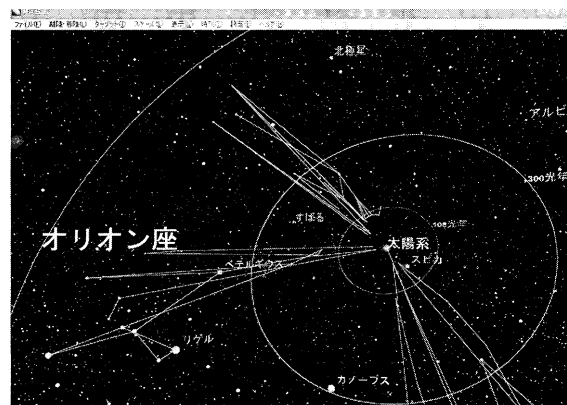 北極星
アルビ
300光年
すばる
100光年
オリオン座
太陽系
スピカ
ベテルギウス
リゲル
カノープス